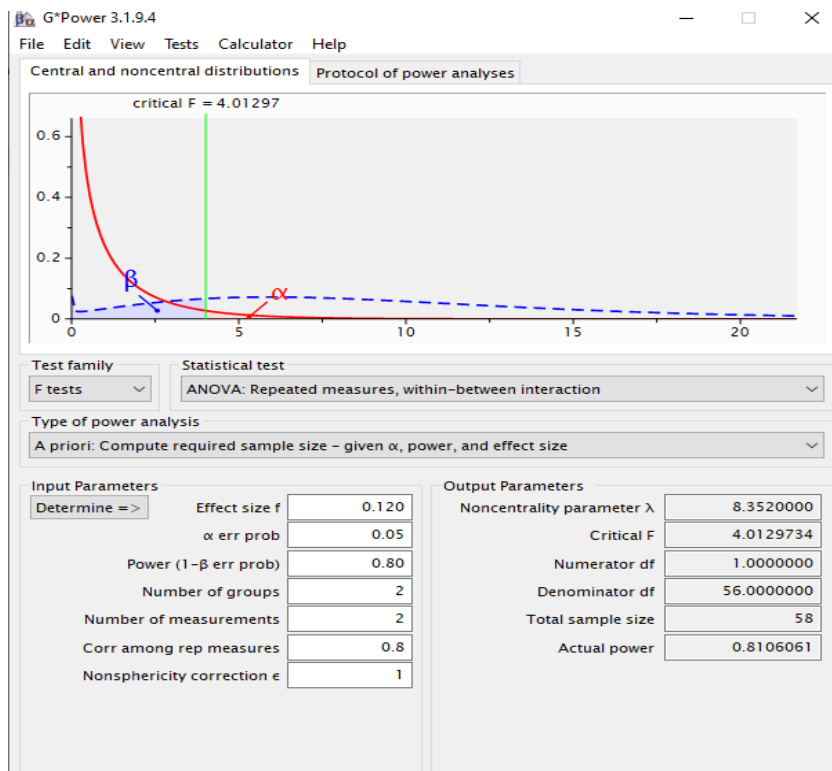 G*Power 3.1.9.4
File Edit View Tests Calculator Help
Central and noncentral distributions Protocol of power analyses
critical F = 4.01297
0.6
0.4
0.2
0
β
α
0 5 10 15 20
Test family Statistical test
F tests ANOVA: Repeated measures, within-between interaction
Type of power analysis
A priori: Compute required sample size - given α, power, and effect size
Input Parameters Output Parameters
Determine => Effect size f 0.120 Noncentrality parameter λ 8.3520000
α err prob 0.05 Critical F 4.0129734
Power (1-β err prob) 0.80 Numerator df 1.0000000
Number of groups 2 Denominator df 56.0000000
Number of measurements 2 Total sample size 58
Corr among rep measures 0.8 Actual power 0.8106061
Nonsphericity correction ϵ 1